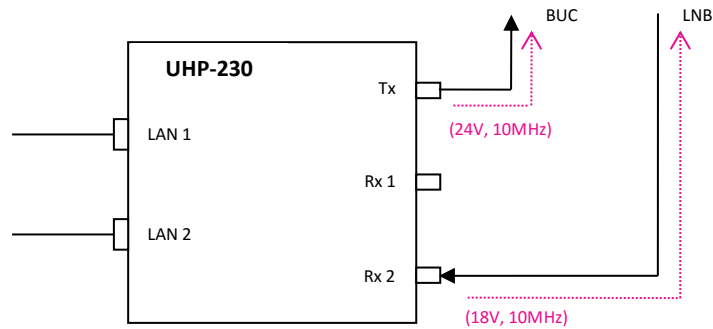 BUC
LNB
UHP-230
Tx
(24V, 10MHz)
LAN 1
Rx 1
LAN 2
Rx 2
(18V, 10MHz)